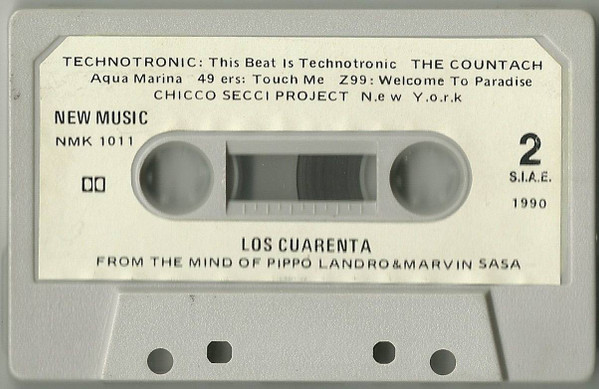 TECHNOTRONIC: This Beat Is Technotronic THE COUNTACH
Aqua Marina 49 ers: Touch Me Z99: Welcome To Paradise
CHICCO SECCI PROJECT N.e w Y.o.r.k
NEW MUSIC
NMK 1011
2
S.I.A.E.
1990
LOS CUARENTA
FROM THE MIND OF PIPPO LANDRO&MARVIN SASA